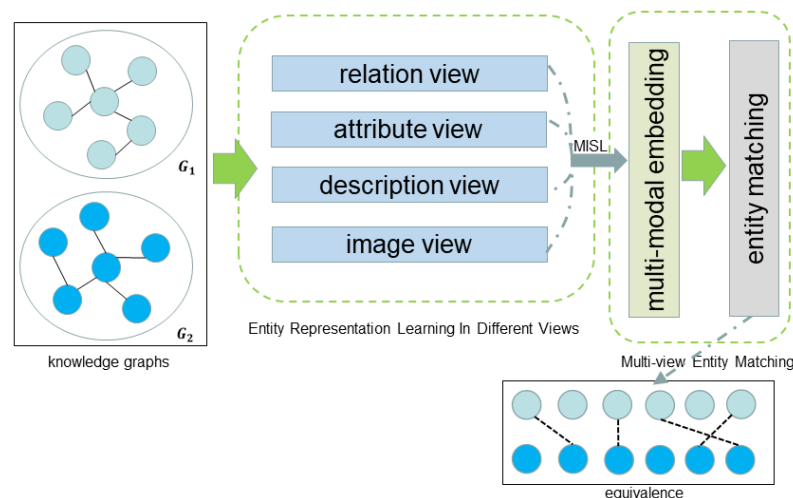 G₁
G₂
knowledge graphs
relation view
attribute view
description view
image view
Entity Representation Learning In Different Views
MISL
multi-modal embedding
entity matching
Multi-view Entity Matching
equivalence